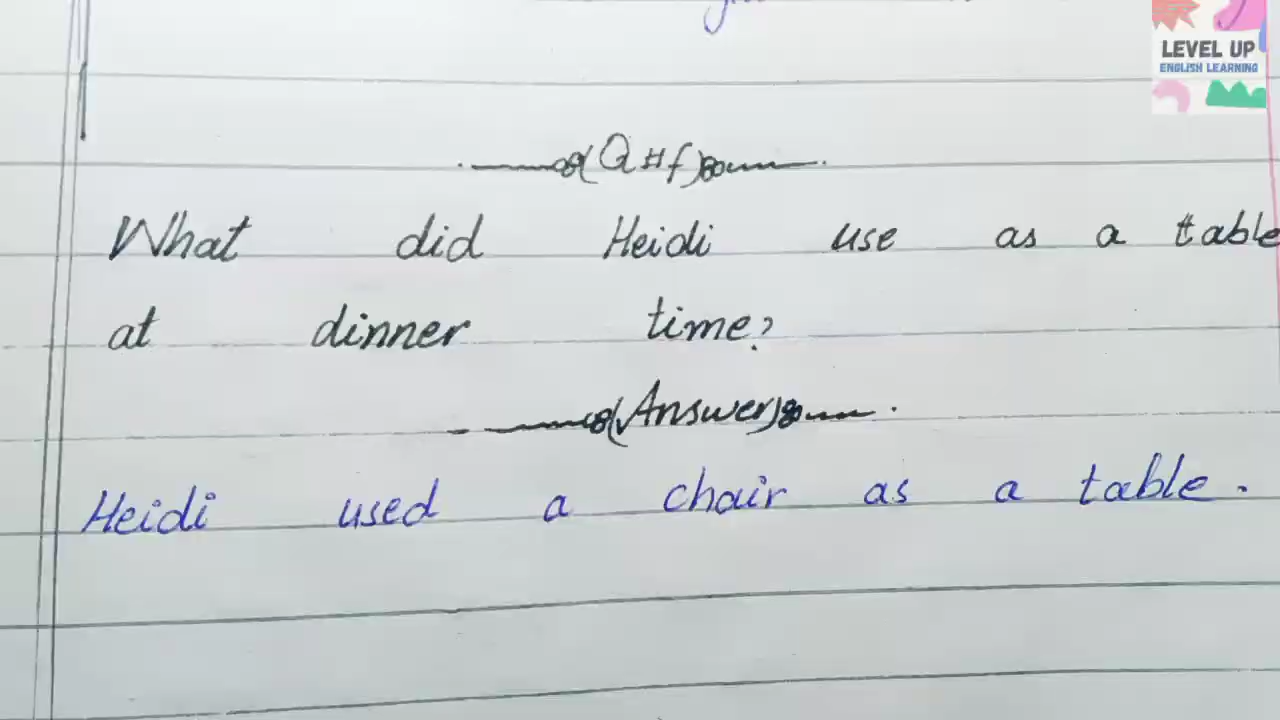 LEVEL UP
ENGLISH LEARNING
(Q#f)
What did Heidi use as a table
at dinner time?
(Answer)
Heidi used a chair as a table.